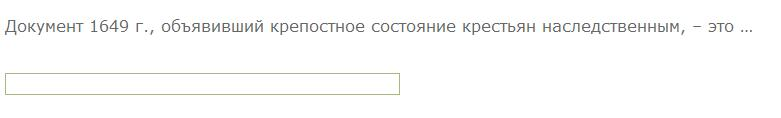 Документ 1649 г., объявивший крепостное состояние крестьян наследственным, – это ...